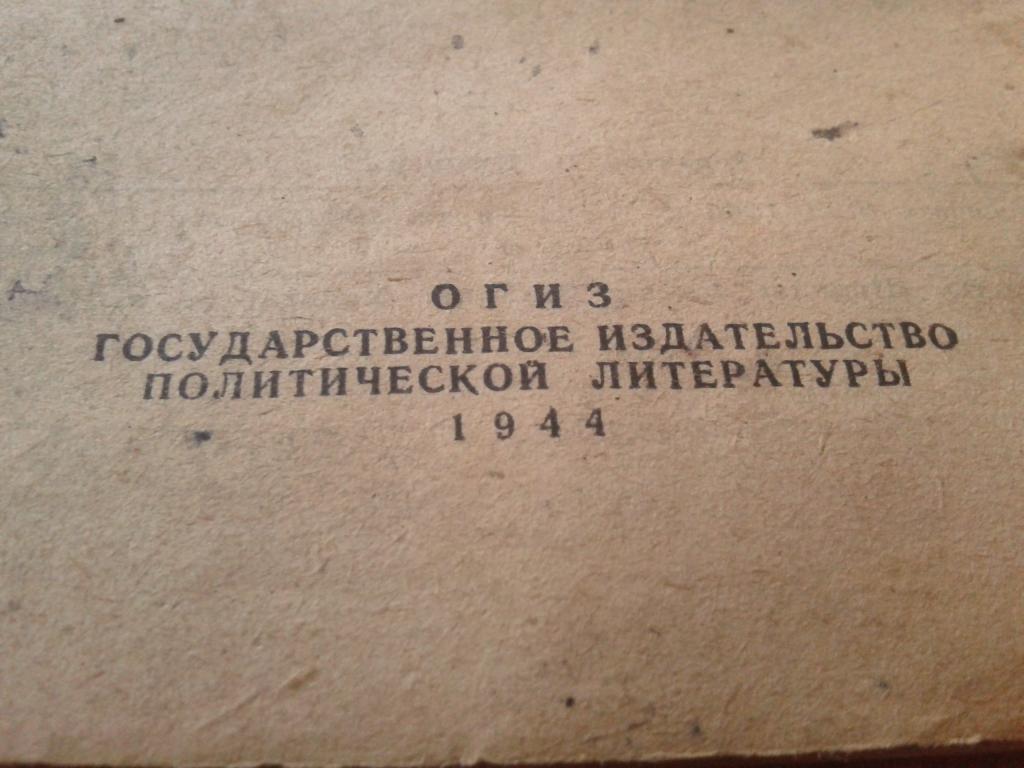 ОГИЗ
ГОСУДАРСТВЕННОЕ ИЗДАТЕЛЬСТВО
ПОЛИТИЧЕСКОЙ ЛИТЕРАТУРЫ
1944